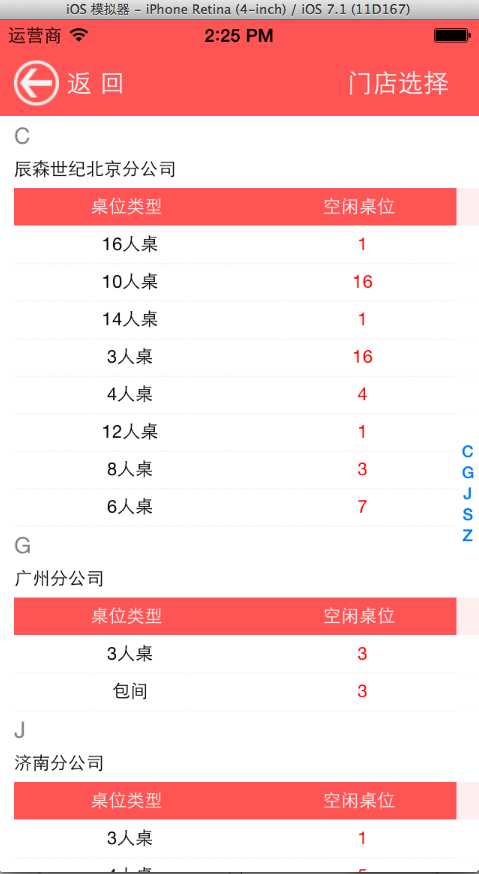 iOS 模拟器 - iPhone Retina (4-inch) / iOS 7.1 (11D167)
运营商 2:25 PM
返 回 门店选择
C
辰森世纪北京分公司
桌位类型 空闲桌位
16人桌 1
10人桌 16
14人桌 1
3人桌 16
4人桌 4
12人桌 1
8人桌 3
6人桌 7
C
G
J
S
Z
G
广州分公司
桌位类型 空闲桌位
3人桌 3
包间 3
J
济南分公司
桌位类型 空闲桌位
3人桌 1